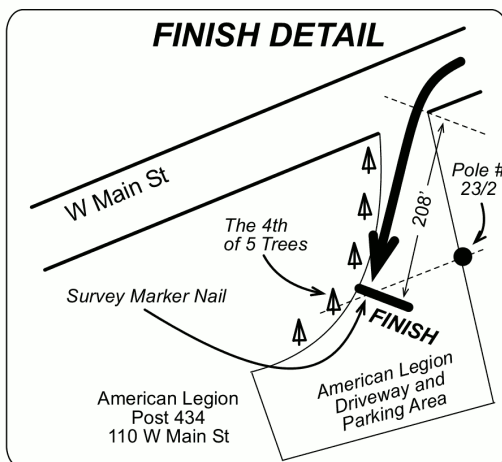 FINISH DETAIL
W Main St
Pole #
23/2
208'
The 4th
of 5 Trees
Survey Marker Nail
FINISH
American Legion
Driveway and
Parking Area
American Legion
Post 434
110 W Main St